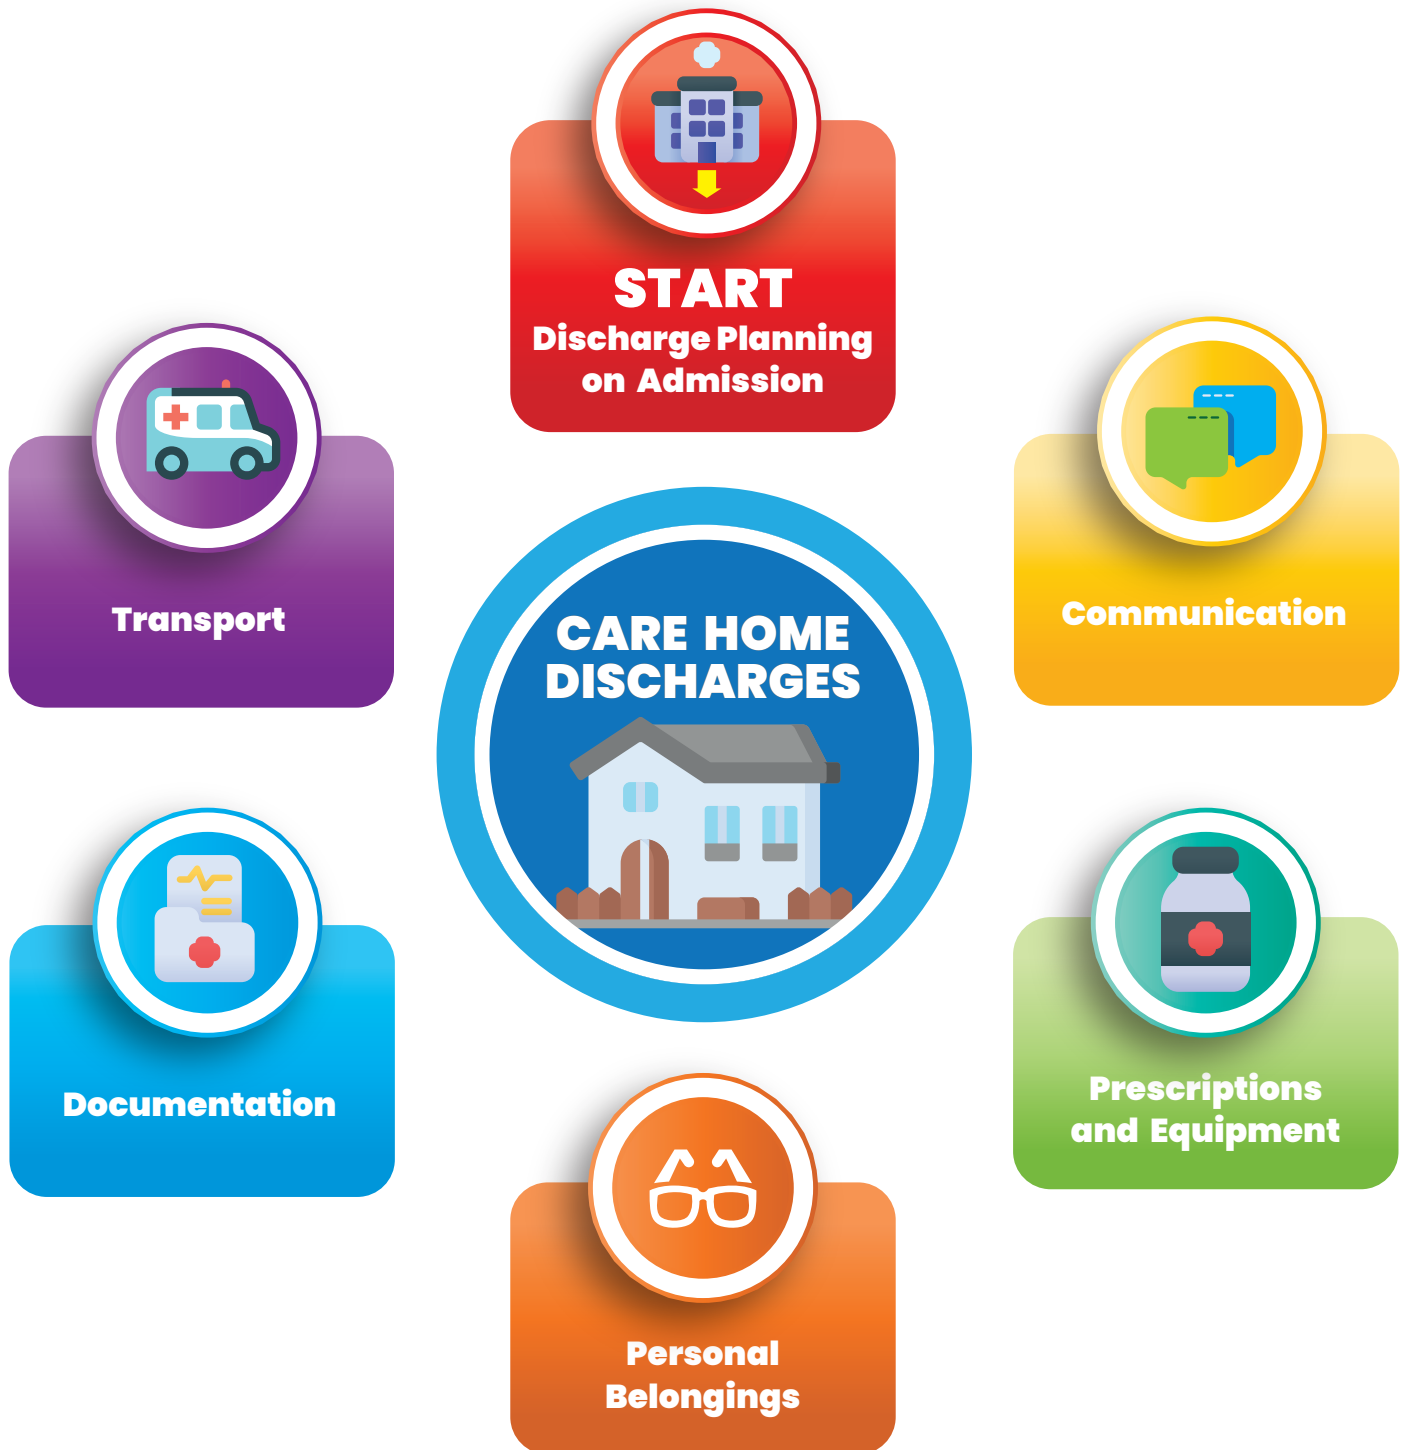 START
Discharge Planning
on Admission
Communication
Prescriptions
and Equipment
Personal
Belongings
Documentation
Transport
CARE HOME
DISCHARGES